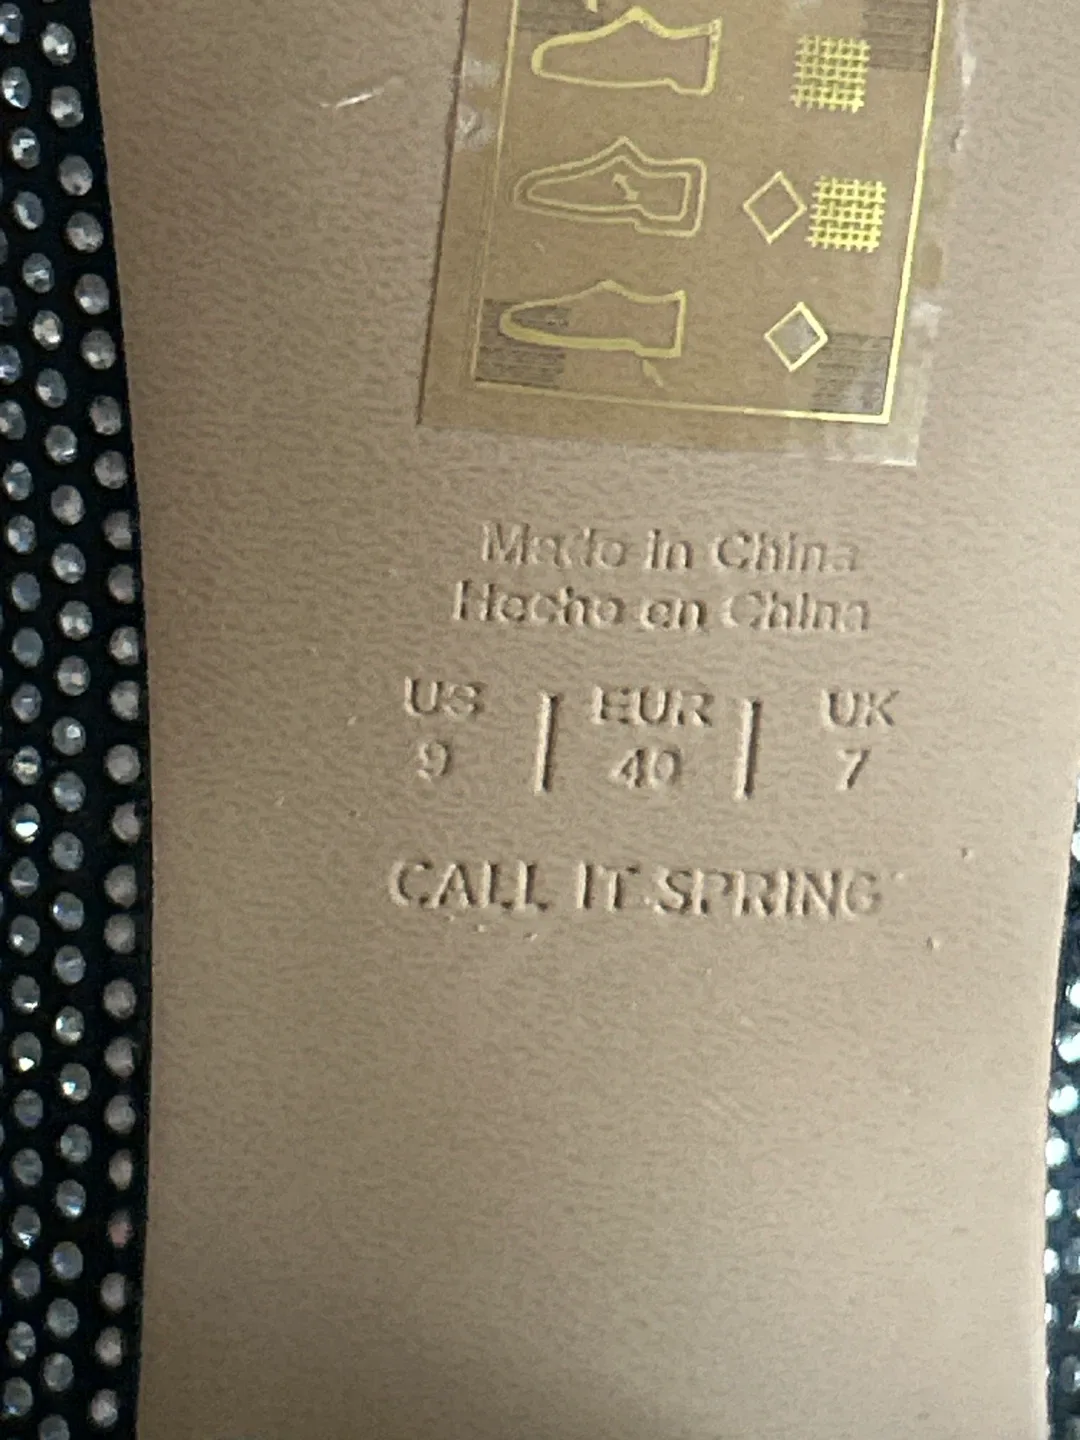 Made in China
Hecho en China
US | EUR | UK
9 | 40 | 7
CALL IT SPRING